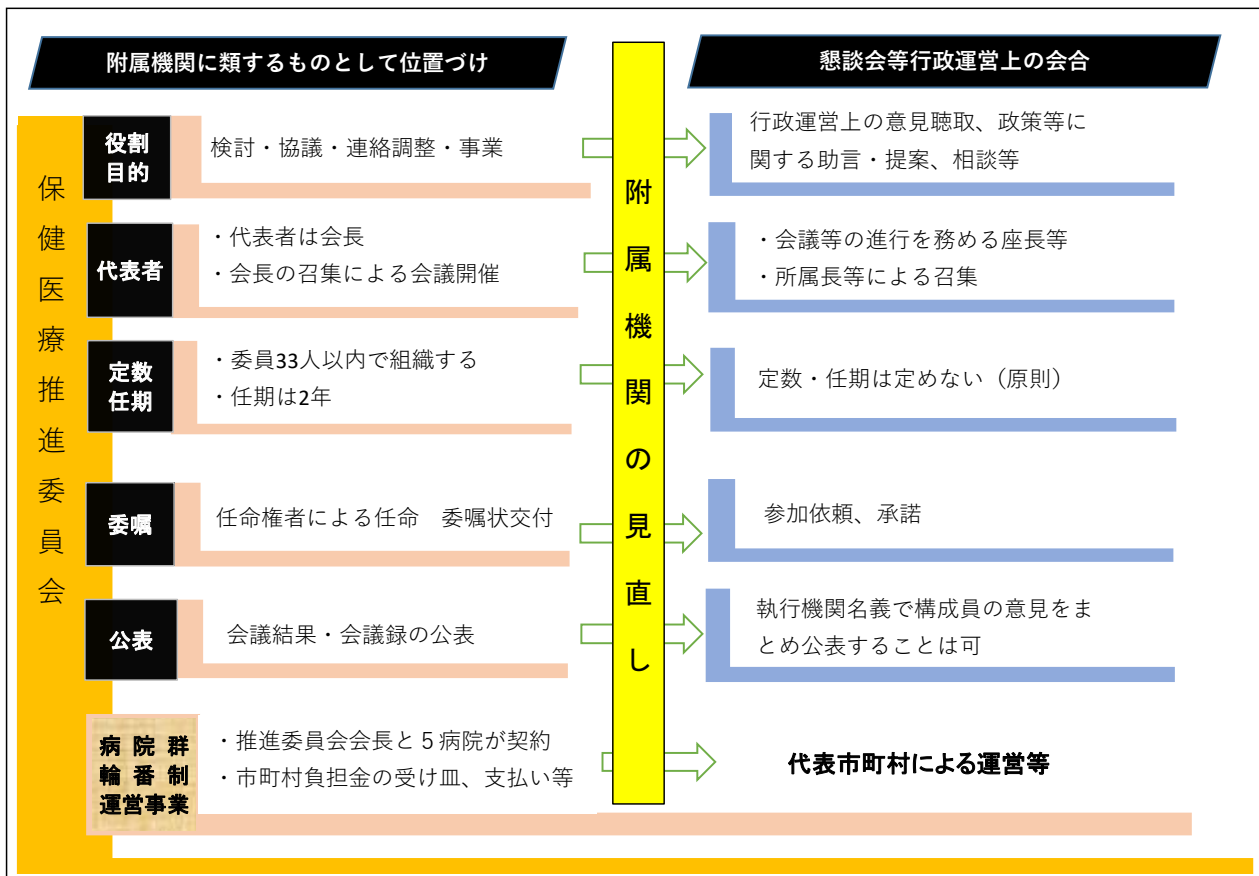 附属機関に類するものとして位置づけ
懇談会等行政運営上の会合
保健医療推進委員会
附属機関の見直し
役割
目的
検討・協議・連絡調整・事業
行政運営上の意見聴取、政策等に
関する助言・提案、相談等
代表者
・代表者は会長
・会長の召集による会議開催
・会議等の進行を務める座長等
・所属長等による召集
定数
任期
・委員33人以内で組織する
・任期は2年
定数・任期は定めない（原則）
委嘱
任命権者による任命　委嘱状交付
参加依頼、承諾
公表
会議結果・会議録の公表
執行機関名義で構成員の意見をま
とめ公表することは可
病院群
輪番制
運営事業
・推進委員会会長と５病院が契約
・市町村負担金の受け皿、支払い等
代表市町村による運営等